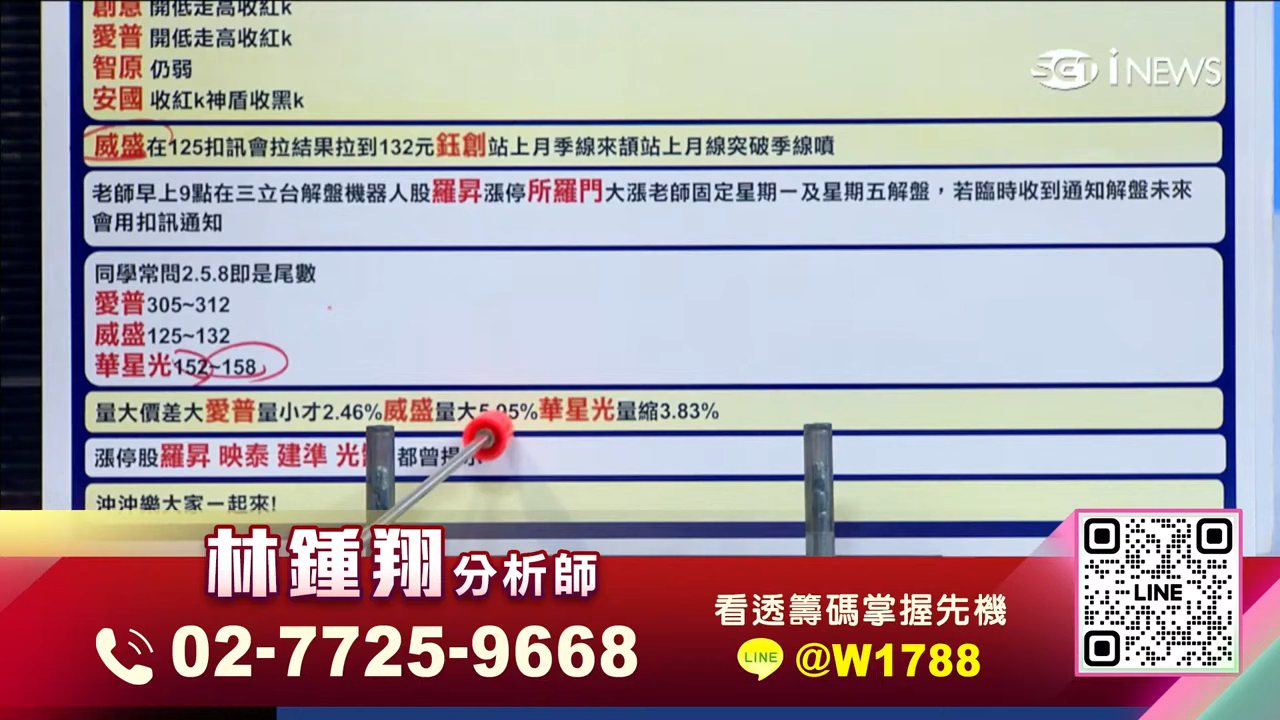 創意 開低走高收紅k
愛普 開低走高收紅k
智原 仍弱
安國 收紅k神盾收黑k
威盛在125扣訊會拉結果拉到132元鈺創站上月季線來頡站上月線突破季線噴
老師早上9點在三立台解盤機器人股羅昇漲停所羅門大漲老師固定星期一及星期五解盤，若臨時收到通知解盤未來
會用扣訊通知
同學常問2.5.8即是尾數
愛普305~312
威盛125~132
華星光152~158
量大價差大愛普量小才2.46%威盛量大5.95%華星光量縮3.83%
漲停股羅昇 映泰 建準 光 都曾提示
沖沖樂大家一起來!
SET iNEWS
林鍾翔 分析師
02-7725-9668
看透籌碼掌握先機
LINE @W1788
LINE